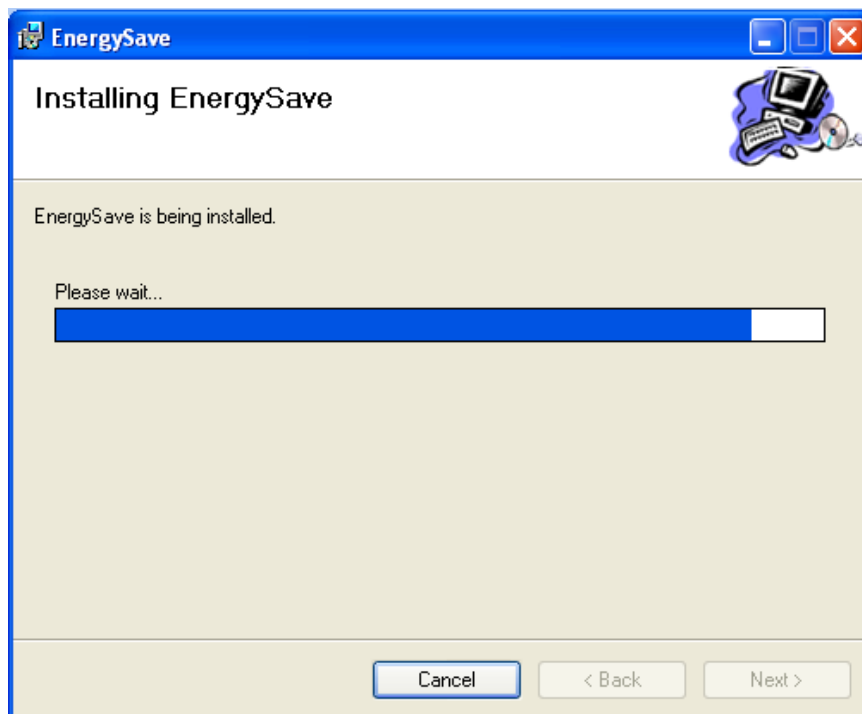 EnergySave
Installing EnergySave
EnergySave is being installed.
Please wait...
Cancel
< Back
Next >